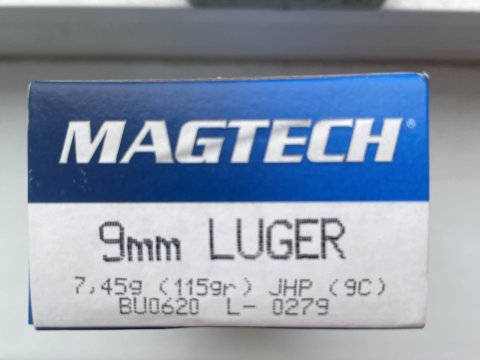 MAGTECH®
9mm LUGER
7,45g (115gr) JHP (9C)
BU0620 L- 0279